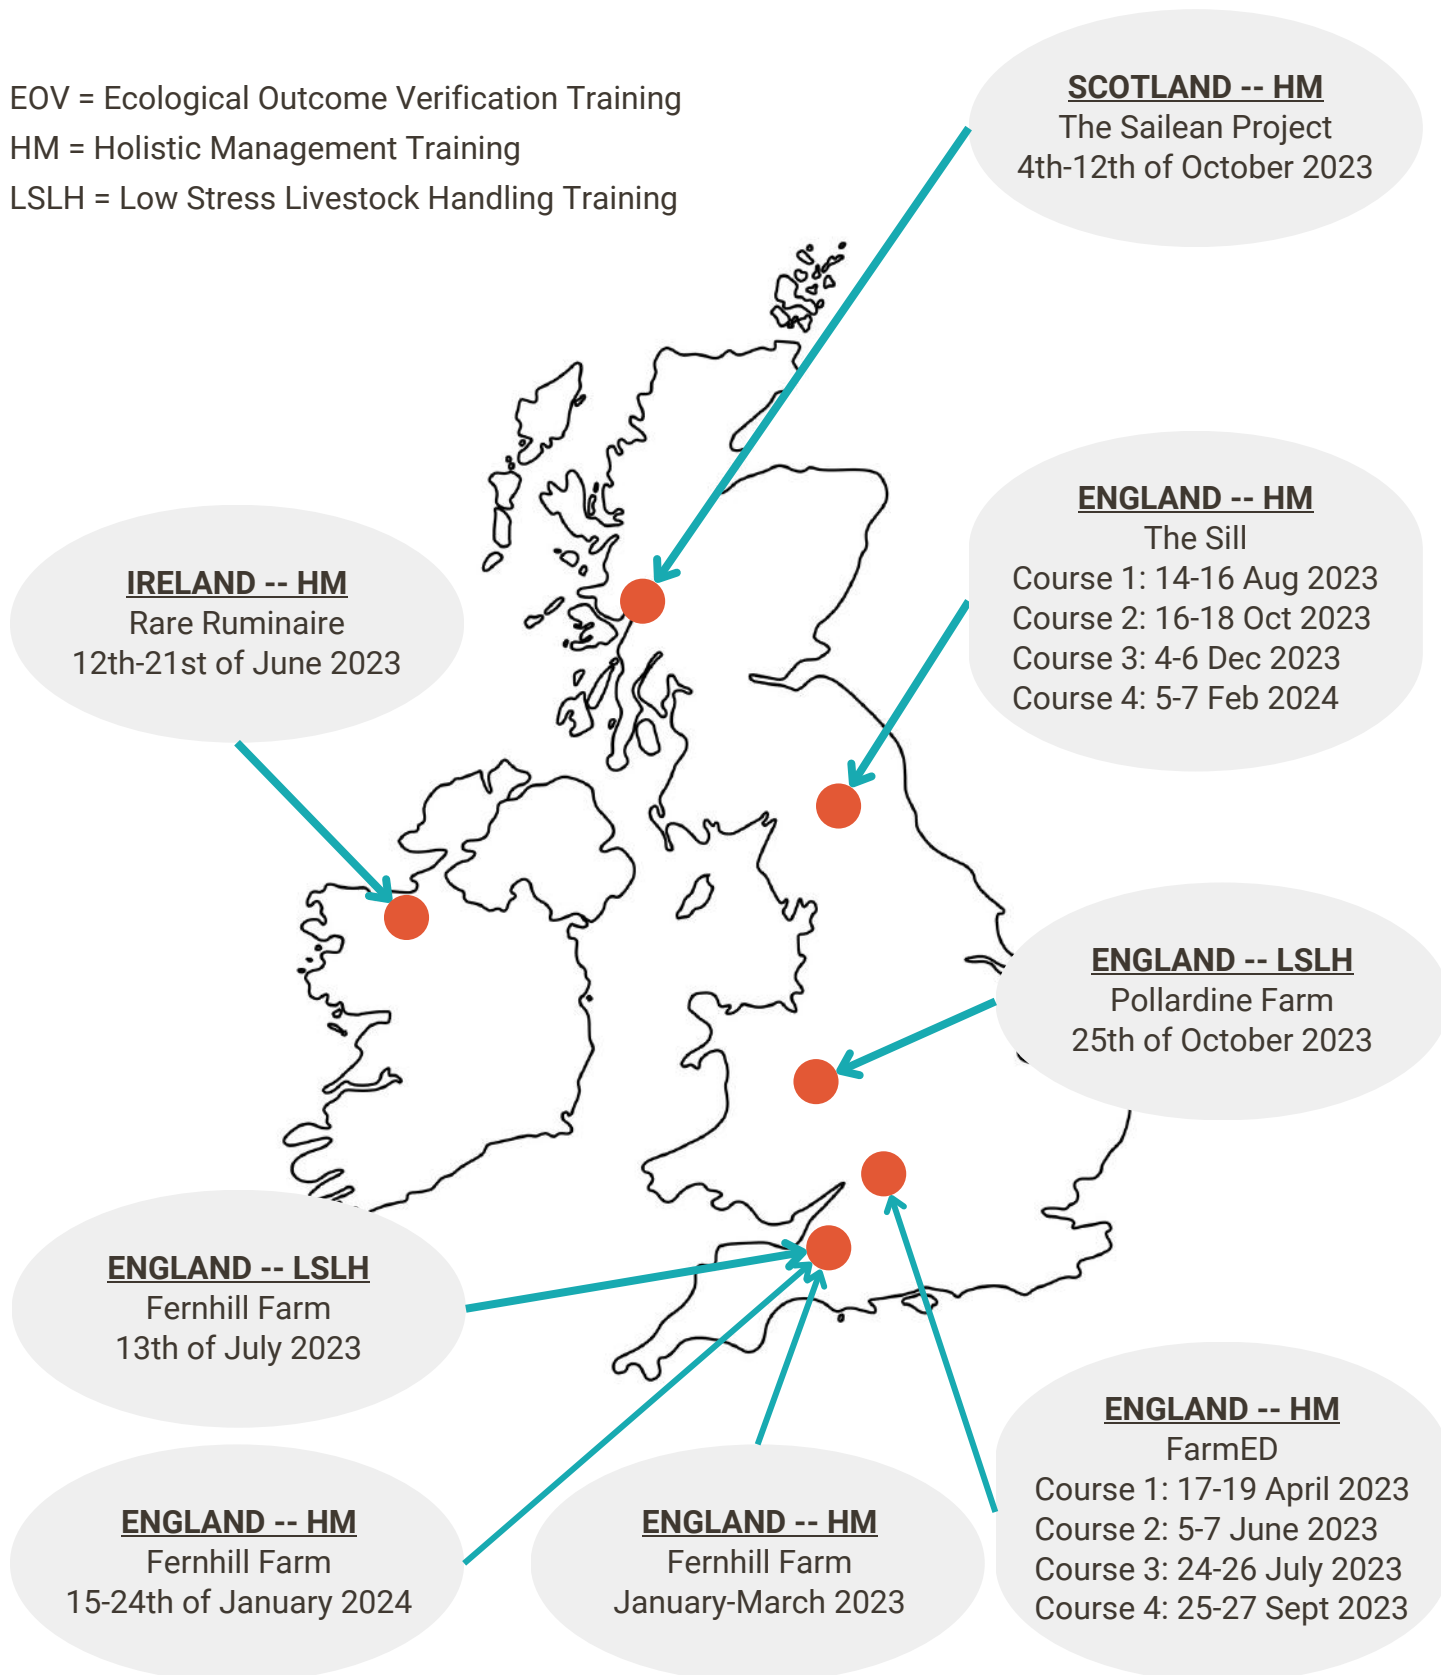 EOV = Ecological Outcome Verification Training
HM = Holistic Management Training
LSLH = Low Stress Livestock Handling Training
SCOTLAND -- HM
The Sailean Project
4th-12th of October 2023
ENGLAND -- HM
The Sill
Course 1: 14-16 Aug 2023
Course 2: 16-18 Oct 2023
Course 3: 4-6 Dec 2023
Course 4: 5-7 Feb 2024
IRELAND -- HM
Rare Ruminaire
12th-21st of June 2023
ENGLAND -- LSLH
Pollardine Farm
25th of October 2023
ENGLAND -- LSLH
Fernhill Farm
13th of July 2023
ENGLAND -- HM
Fernhill Farm
15-24th of January 2024
ENGLAND -- HM
Fernhill Farm
January-March 2023
ENGLAND -- HM
FarmED
Course 1: 17-19 April 2023
Course 2: 5-7 June 2023
Course 3: 24-26 July 2023
Course 4: 25-27 Sept 2023